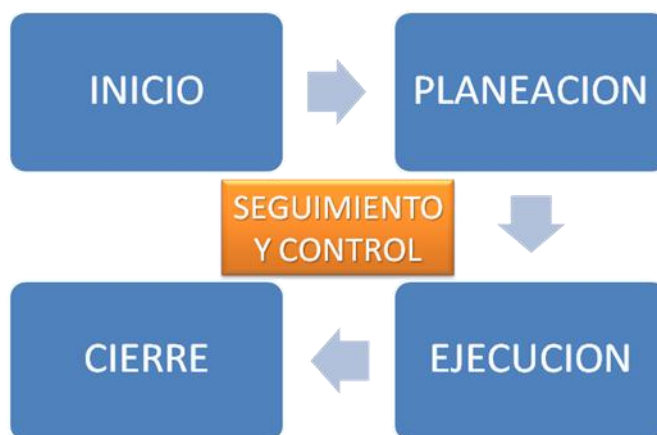 INICIO
PLANEACION
SEGUIMIENTO
Y CONTROL
CIERRE
EJECUCION